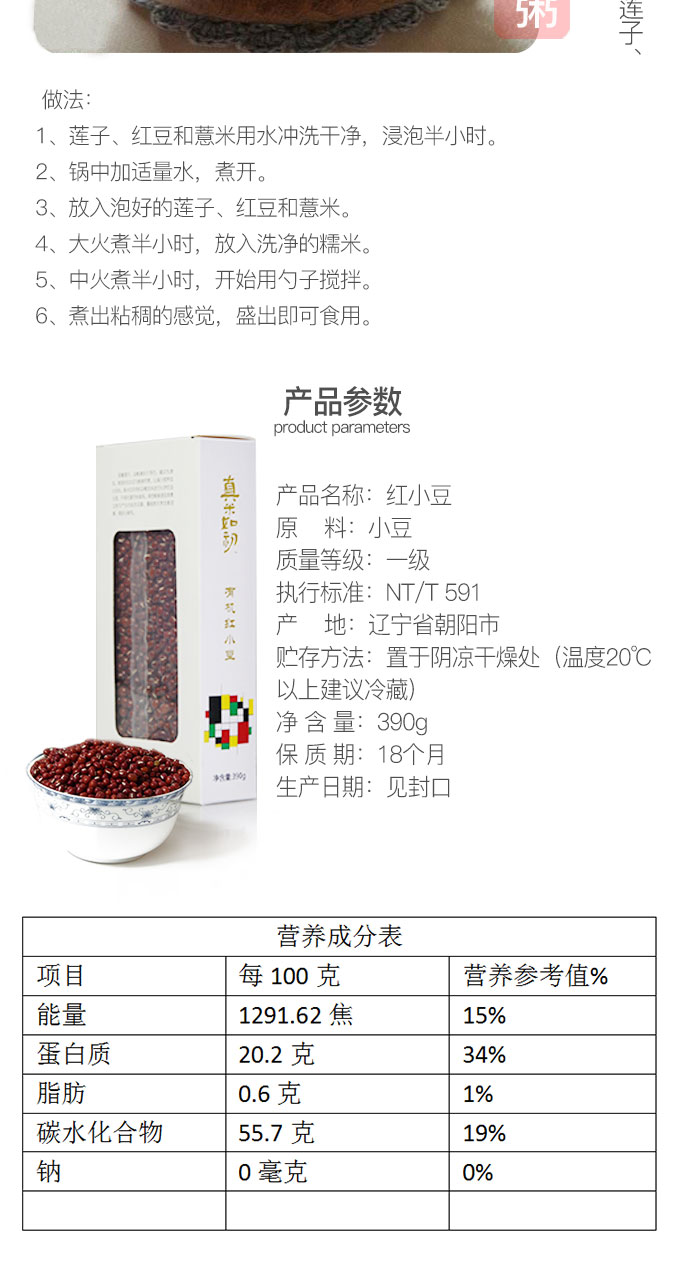 粥
莲子、
做法：
1、莲子、红豆和薏米用水冲洗干净，浸泡半小时。
2、锅中加适量水，煮开。
3、放入泡好的莲子、红豆和薏米。
4、大火煮半小时，放入洗净的糯米。
5、中火煮半小时，开始用勺子搅拌。
6、煮出粘稠的感觉，盛出即可食用。
产品参数
product parameters
真米如初
有机红小豆
净含量390g
产品名称：红小豆
原 料：小豆
质量等级：一级
执行标准：NT/T 591
产 地：辽宁省朝阳市
贮存方法：置于阴凉干燥处（温度20℃
以上建议冷藏）
净 含 量：390g
保 质 期：18个月
生产日期：见封口
营养成分表
项目 每 100 克 营养参考值%
能量 1291.62 焦 15%
蛋白质 20.2 克 34%
脂肪 0.6 克 1%
碳水化合物 55.7 克 19%
钠 0 毫克 0%